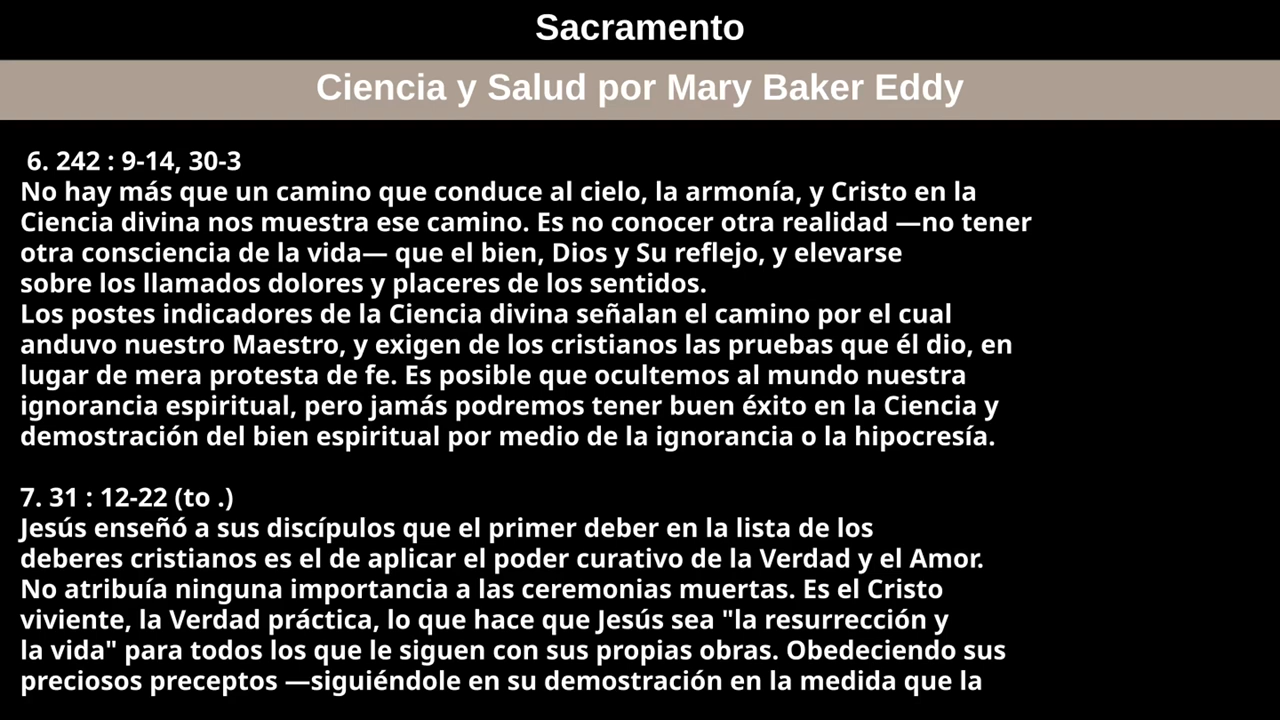 Sacramento
Ciencia y Salud por Mary Baker Eddy
6. 242 : 9-14, 30-3
No hay más que un camino que conduce al cielo, la armonía, y Cristo en la
Ciencia divina nos muestra ese camino. Es no conocer otra realidad —no tener
otra consciencia de la vida— que el bien, Dios y Su reflejo, y elevarse
sobre los llamados dolores y placeres de los sentidos.
Los postes indicadores de la Ciencia divina señalan el camino por el cual
anduvo nuestro Maestro, y exigen de los cristianos las pruebas que él dio, en
lugar de mera protesta de fe. Es posible que ocultemos al mundo nuestra
ignorancia espiritual, pero jamás podremos tener buen éxito en la Ciencia y
demostración del bien espiritual por medio de la ignorancia o la hipocresía.
7. 31 : 12-22 (to .)
Jesús enseñó a sus discípulos que el primer deber en la lista de los
deberes cristianos es el de aplicar el poder curativo de la Verdad y el Amor.
No atribuía ninguna importancia a las ceremonias muertas. Es el Cristo
viviente, la Verdad práctica, lo que hace que Jesús sea "la resurrección y
la vida" para todos los que le siguen con sus propias obras. Obedeciendo sus
preciosos preceptos —siguiéndole en su demostración en la medida que la